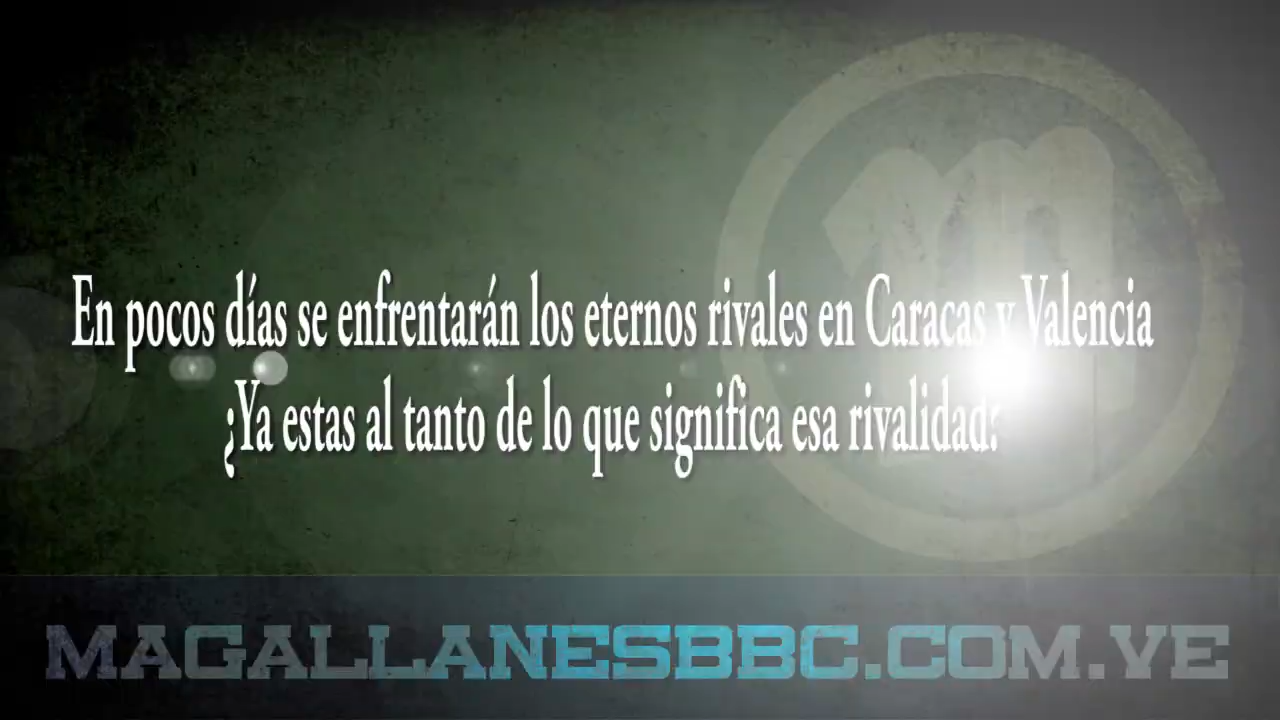 En pocos días se enfrentarán los eternos rivales en Caracas y Valencia
¿Ya estas al tanto de lo que significa esa rivalidad?
MAGALLANESBBC.COM.VE